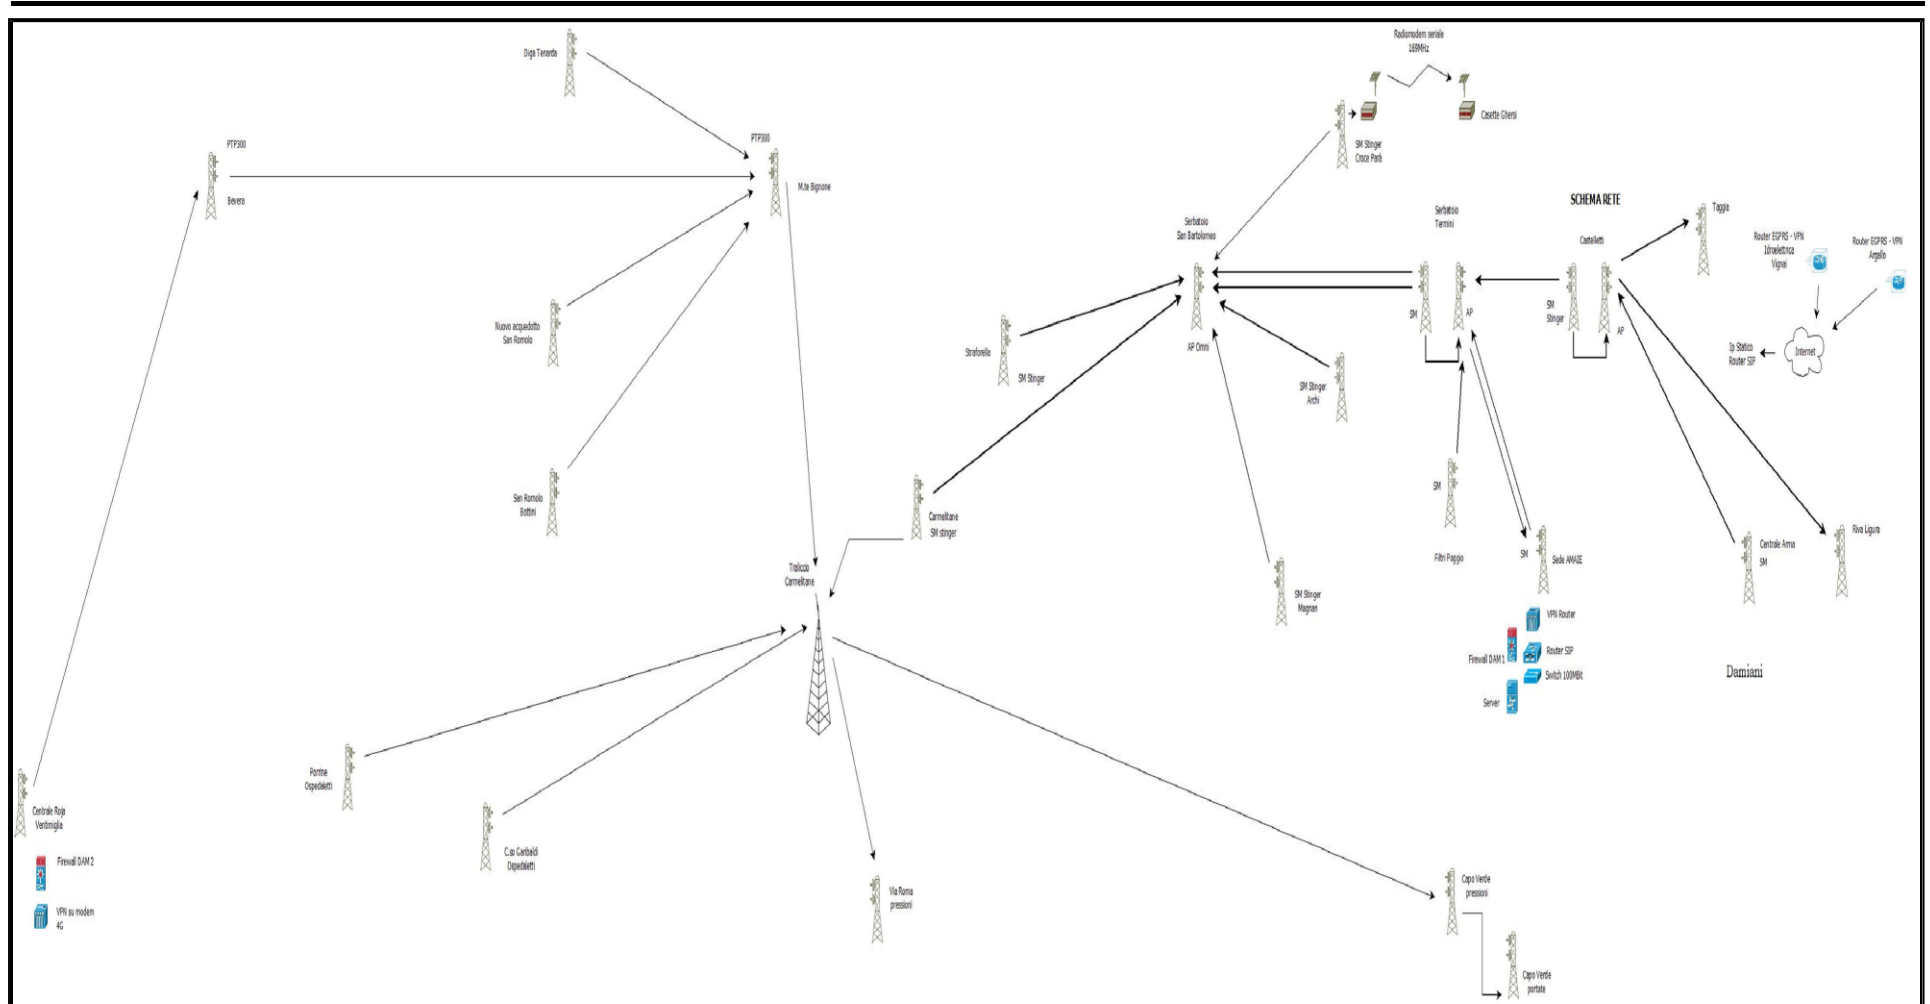 Radiomodem seriale
169MHz
Diga Tenarda
Casette Ghersi
PTP300
PTP300
SM Stinger
Croce Parà
M.te Bignone
Bevera
SCHEMA RETE
Taggia
Serbatoio
Termini
Serbatoio
San Bartolomeo
Castelletti
Router EGPRS - VPN
Idroelettrica
Vignai
Router EGPRS - VPN
Argallo
SM
Stinger
AP
SM
AP
Nuovo acquedotto
San Romolo
Straforella
AP Omni
Ip Statico
Router SIP
Internet
SM Stinger
SM Stinger
Archi
San Romolo
Bottini
SM
Carmelitane
SM stinger
Filtri Poggio
SM
Sede AMAIE
Centrale Arma
SM
Riva Ligura
Traliccio
Carmelitane
SM Stinger
Magnan
VPN Router
Firewall DAM 1
Router SIP
Switch 100MBit
Server
Damiani
Porrine
Ospedaletti
Centrale Roja
Ventimiglia
C.so Garibaldi
Ospedaletti
Firewall DAM 2
VPN su modem
4G
Via Roma
pressioni
Capo Verde
pressioni
Capo Verde
portate